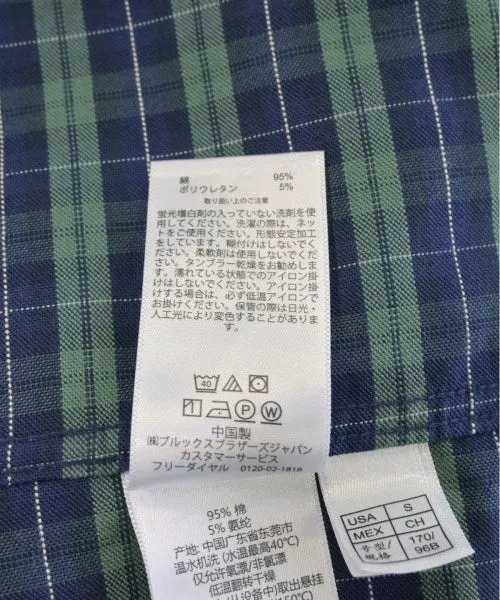 綿 95%
ポリウレタン 5%
取り扱い上のご注意
蛍光増白剤の入っていない洗剤を使
用してください。洗濯の際は、ネッ
トをご使用ください。形態安定加工
をしています。糊付けはしないでく
ださい。柔軟剤は使用しないでくだ
さい。タンブラー乾燥をお勧めしま
す。濡れている状態でのアイロン掛
けはしないでください。アイロン掛
けする場合は、必ず低温アイロンで
お掛けください。保管の際は日光・
人工光により変色することがありま
す。
40
1 P W
中国製
㈱ブルックスブラザーズジャパン
カスタマーサービス
フリーダイヤル 0120-02-1818
95% 棉
5% 氨纶
产地: 中国广东省东莞市
温水机洗 (水温最高40℃)
仅允许氧漂/非氯漂
低温翻转干燥
USA S
MEX CH
号型/规格 170/96B